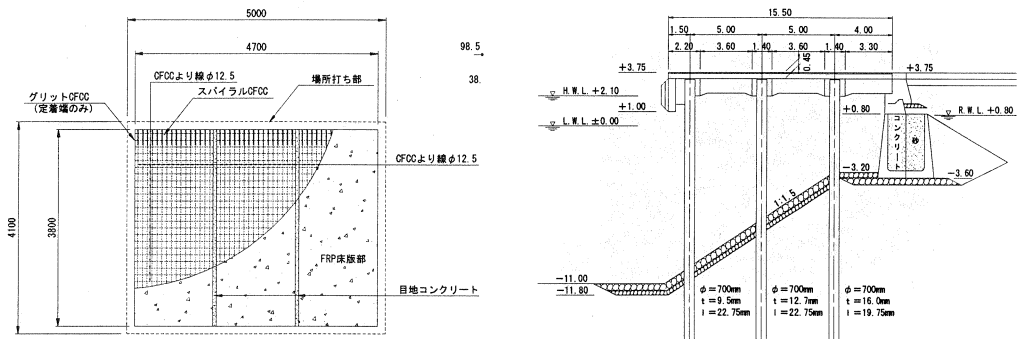 5000
4700
98.5
38.
CFCCより線φ12.5
スパイラルCFCC
場所打ち部
グリットCFCC
(定着端のみ)
CFCCより線φ12.5
4100
3800
FRP床版部
目地コンクリート
15.50
1.50 5.00 5.00 4.00
2.20 3.60 1.40 3.60 1.40 3.30
0.45
+3.75
+3.75
H.W.L. +2.10
+1.00
+0.80
R.W.L. +0.80
L.W.L. ±0.00
コンクリート
砂
-3.20
-3.60
1:1.5
-11.00
-11.80
φ=700mm
t=9.5mm
l=22.75mm
φ=700mm
t=12.7mm
l=22.75mm
φ=700mm
t=16.0mm
l=19.75mm